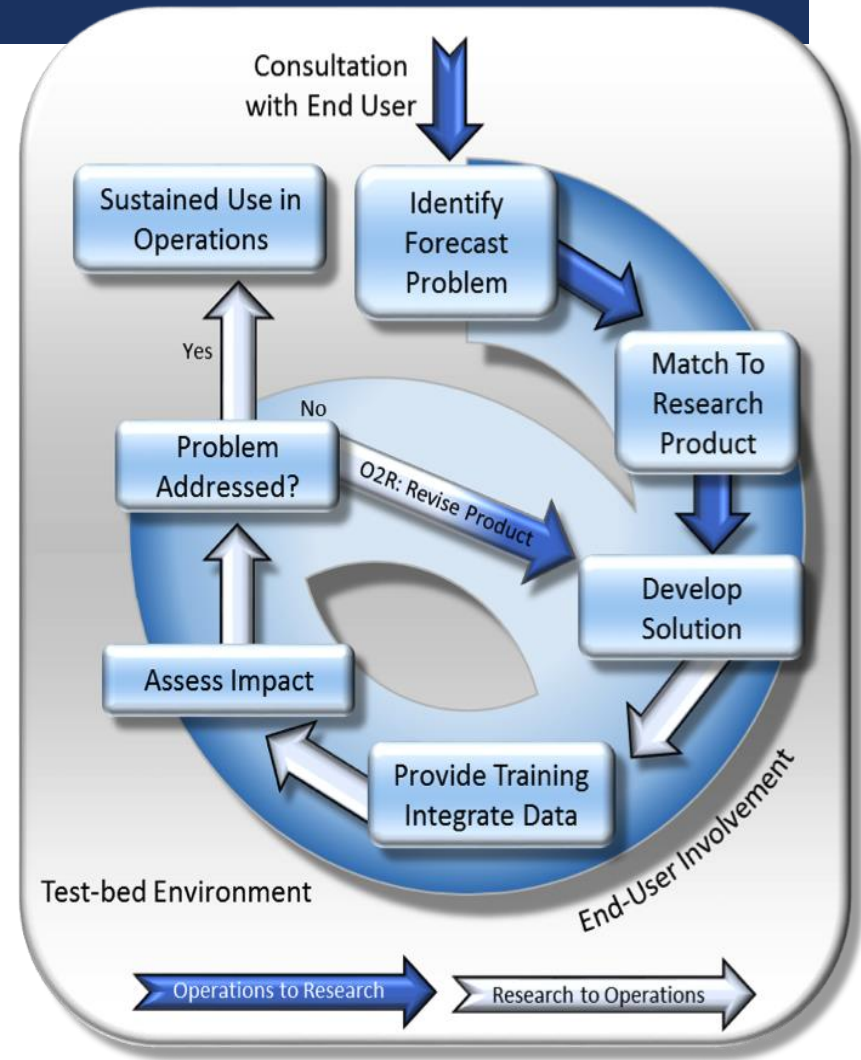 Consultation
with End User
Sustained Use in
Operations
Identify
Forecast
Problem
Yes
Match To
Research
Product
No
Problem
Addressed?
O2R: Revise Product
Develop
Solution
Assess Impact
Provide Training
Integrate Data
Test-bed Environment
End-User Involvement
Operations to Research
Research to Operations